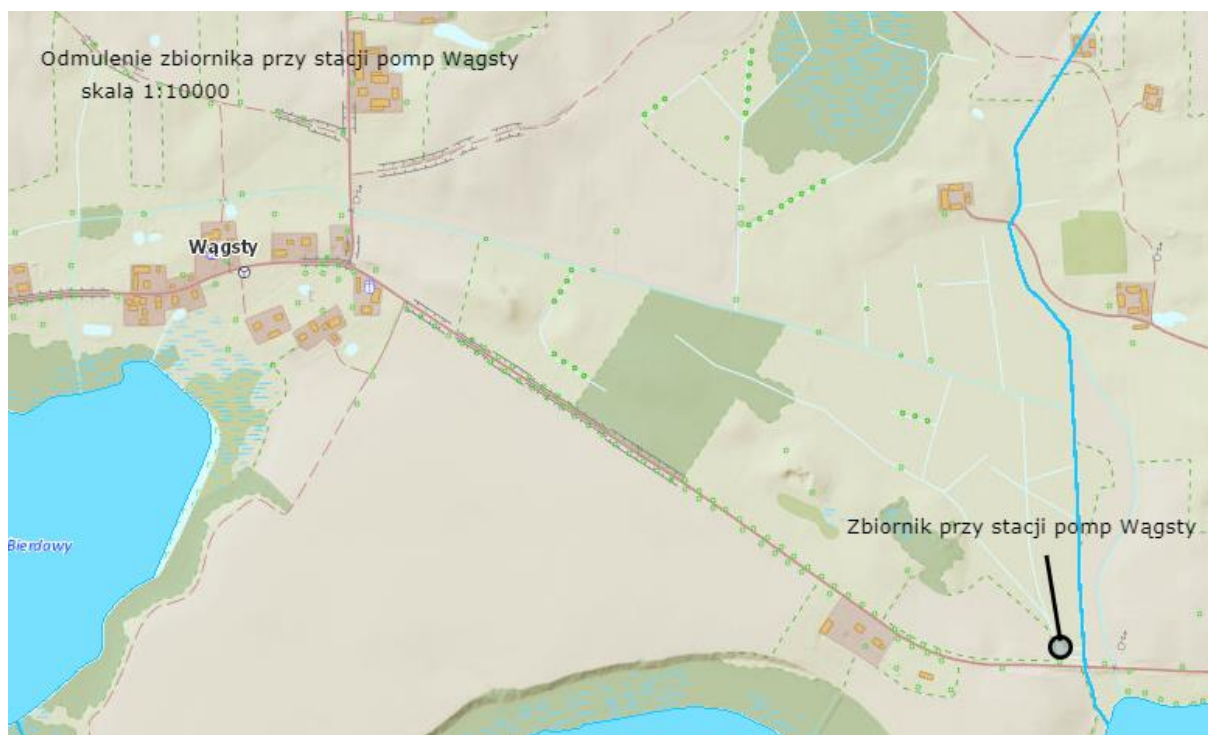 Odmulenie zbiornika przy stacji pomp Wągsty
skala 1:10000
Wągsty
Zbiornik przy stacji pomp Wągsty
Bierdawy